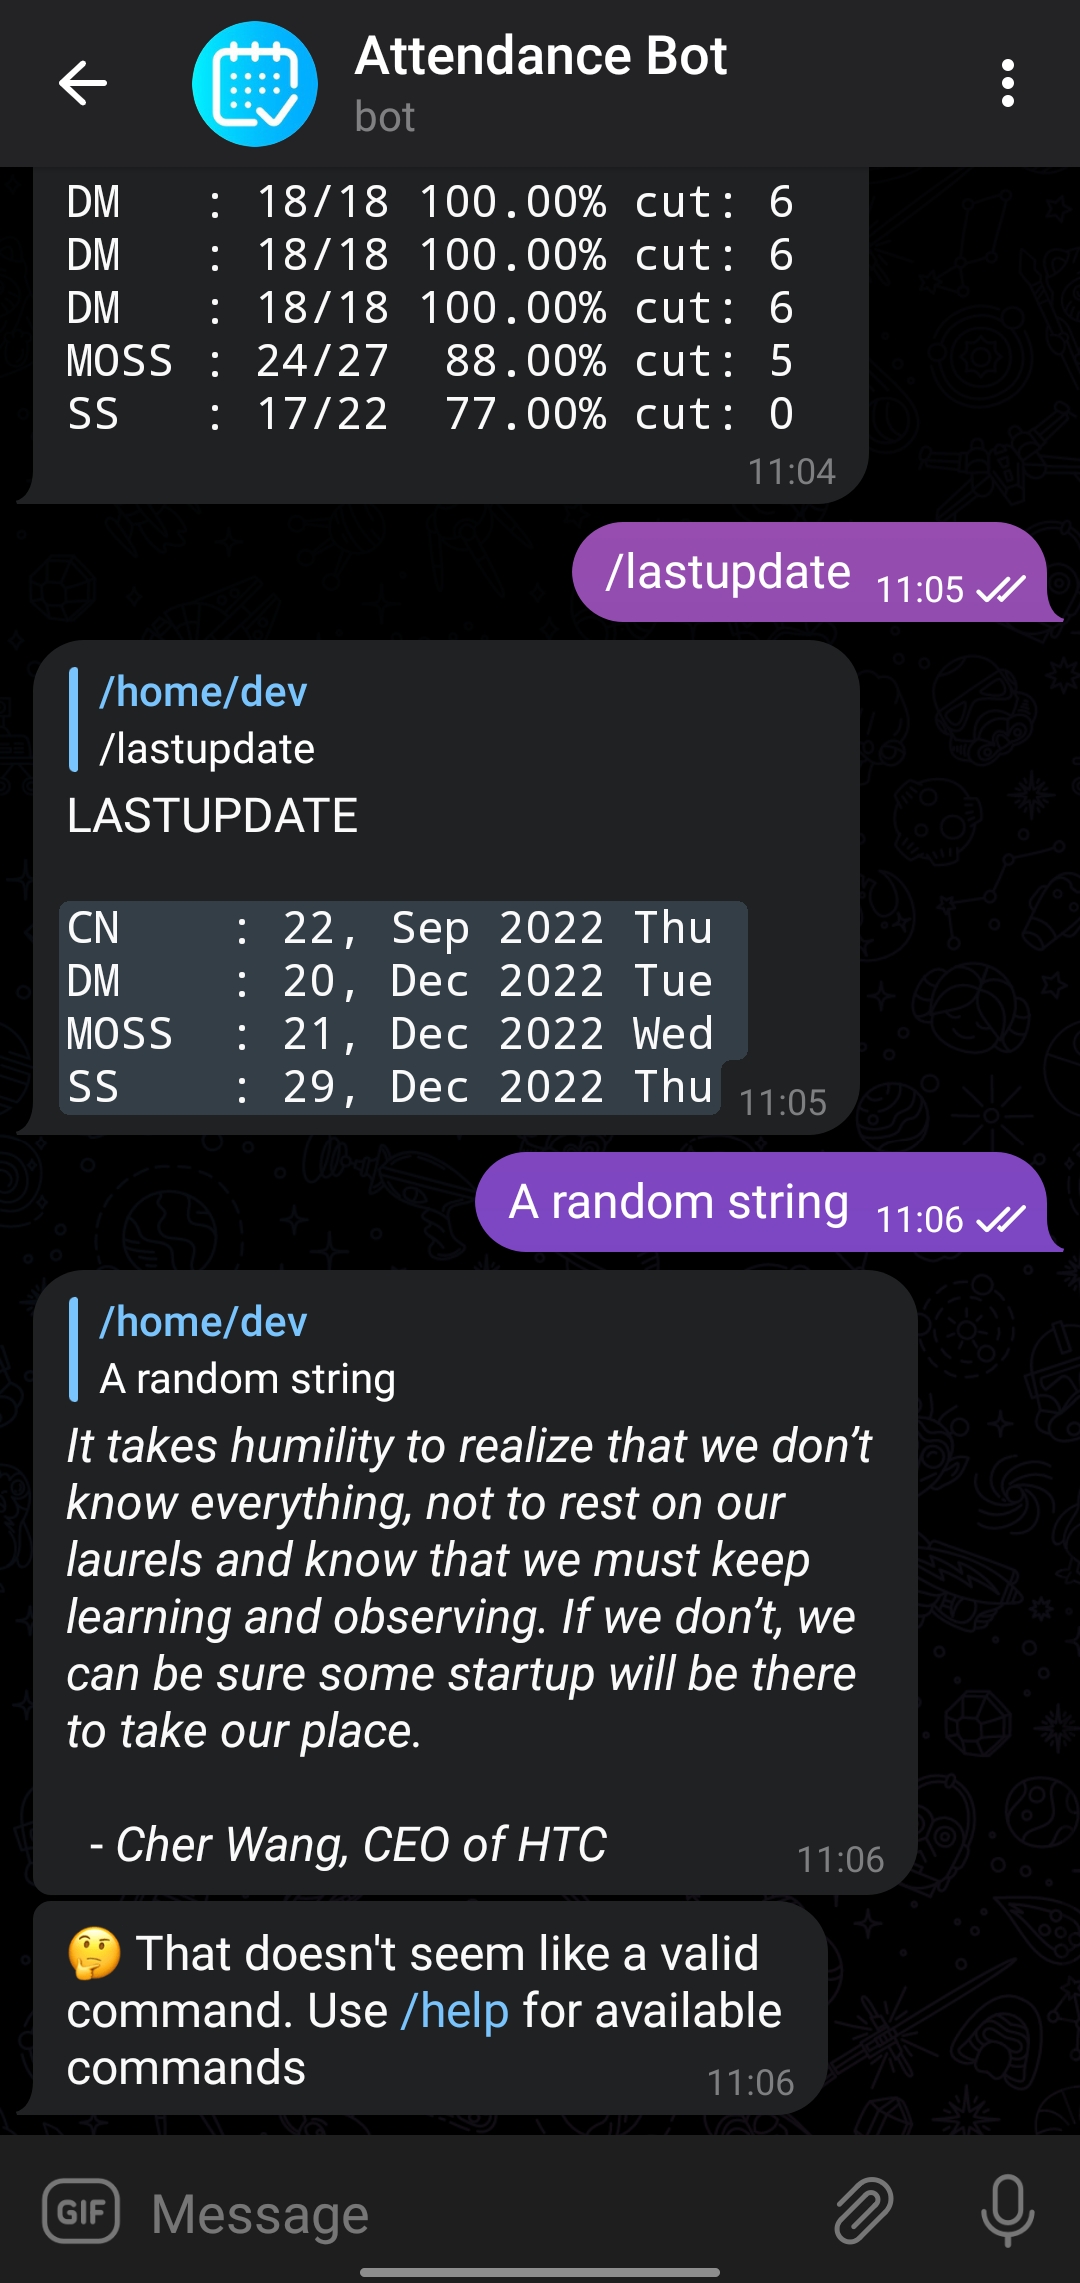 Attendance Bot
bot
DM : 18/18 100.00% cut: 6
DM : 18/18 100.00% cut: 6
DM : 18/18 100.00% cut: 6
MOSS : 24/27 88.00% cut: 5
SS : 17/22 77.00% cut: 0
11:04
/lastupdate 11:05
/home/dev
/lastupdate
LASTUPDATE
CN : 22, Sep 2022 Thu
DM : 20, Dec 2022 Tue
MOSS : 21, Dec 2022 Wed
SS : 29, Dec 2022 Thu 11:05
A random string 11:06
/home/dev
A random string
It takes humility to realize that we don’t
know everything, not to rest on our
laurels and know that we must keep
learning and observing. If we don’t, we
can be sure some startup will be there
to take our place.
- Cher Wang, CEO of HTC 11:06
🤔 That doesn't seem like a valid
command. Use /help for available
commands 11:06
GIF Message